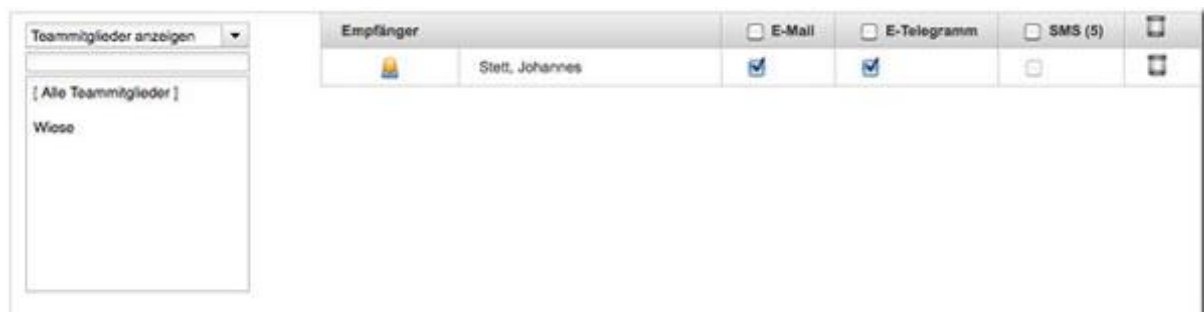 Teammitglieder anzeigen
[ Alle Teammitglieder ]
Wiese
Empfänger E-Mail E-Telegramm SMS (5)
Stett, Johannes